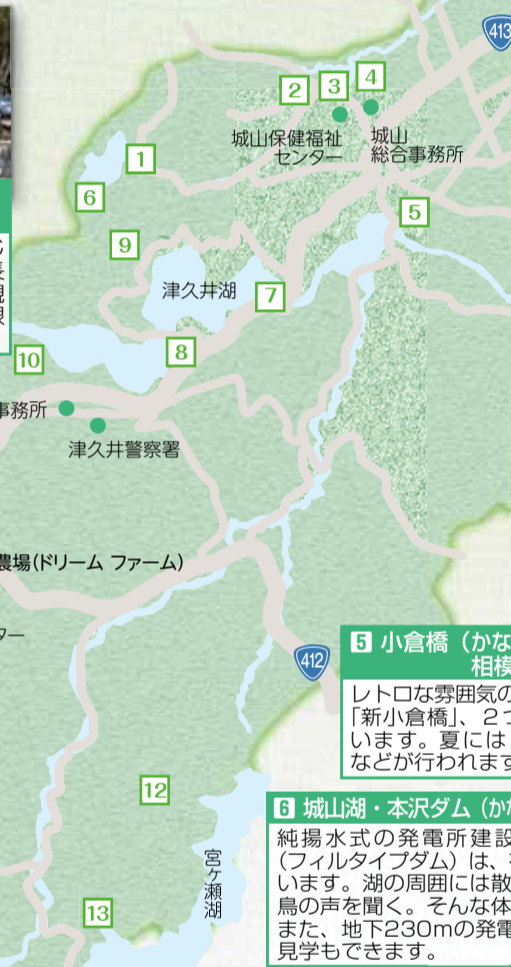 413
2
3
4
城山保健福祉
センター
城山
総合事務所
1
6
5
9
津久井湖
7
8
10
事務所
津久井警察署
農場(ドリーム ファーム)
ター
412
5 小倉橋（かな
相模
レトロな雰囲気の
「新小倉橋」、2つ
います。夏には
などが行われます
12
6 城山湖・本沢ダム（かな
純揚水式の発電所建設
(フィルタイプダム）は、
います。湖の周囲には散
鳥の声を聞く。そんな体
また、地下230mの発電
見学もできます。
宮ヶ瀬湖
13